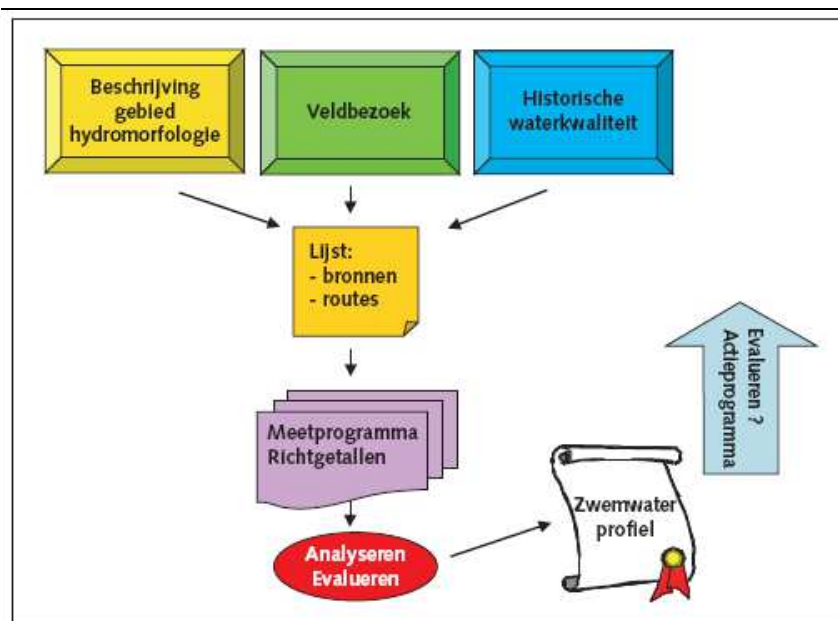 Beschrijving
gebied
hydromorfologie
Veldbezoek
Historische
waterkwaliteit
Lijst:
- bronnen
- routes
Meetprogramma
Richtgetallen
Analyseren
Evalueren
Zwemwater
profiel
Evalueren ?
Actieprogramma